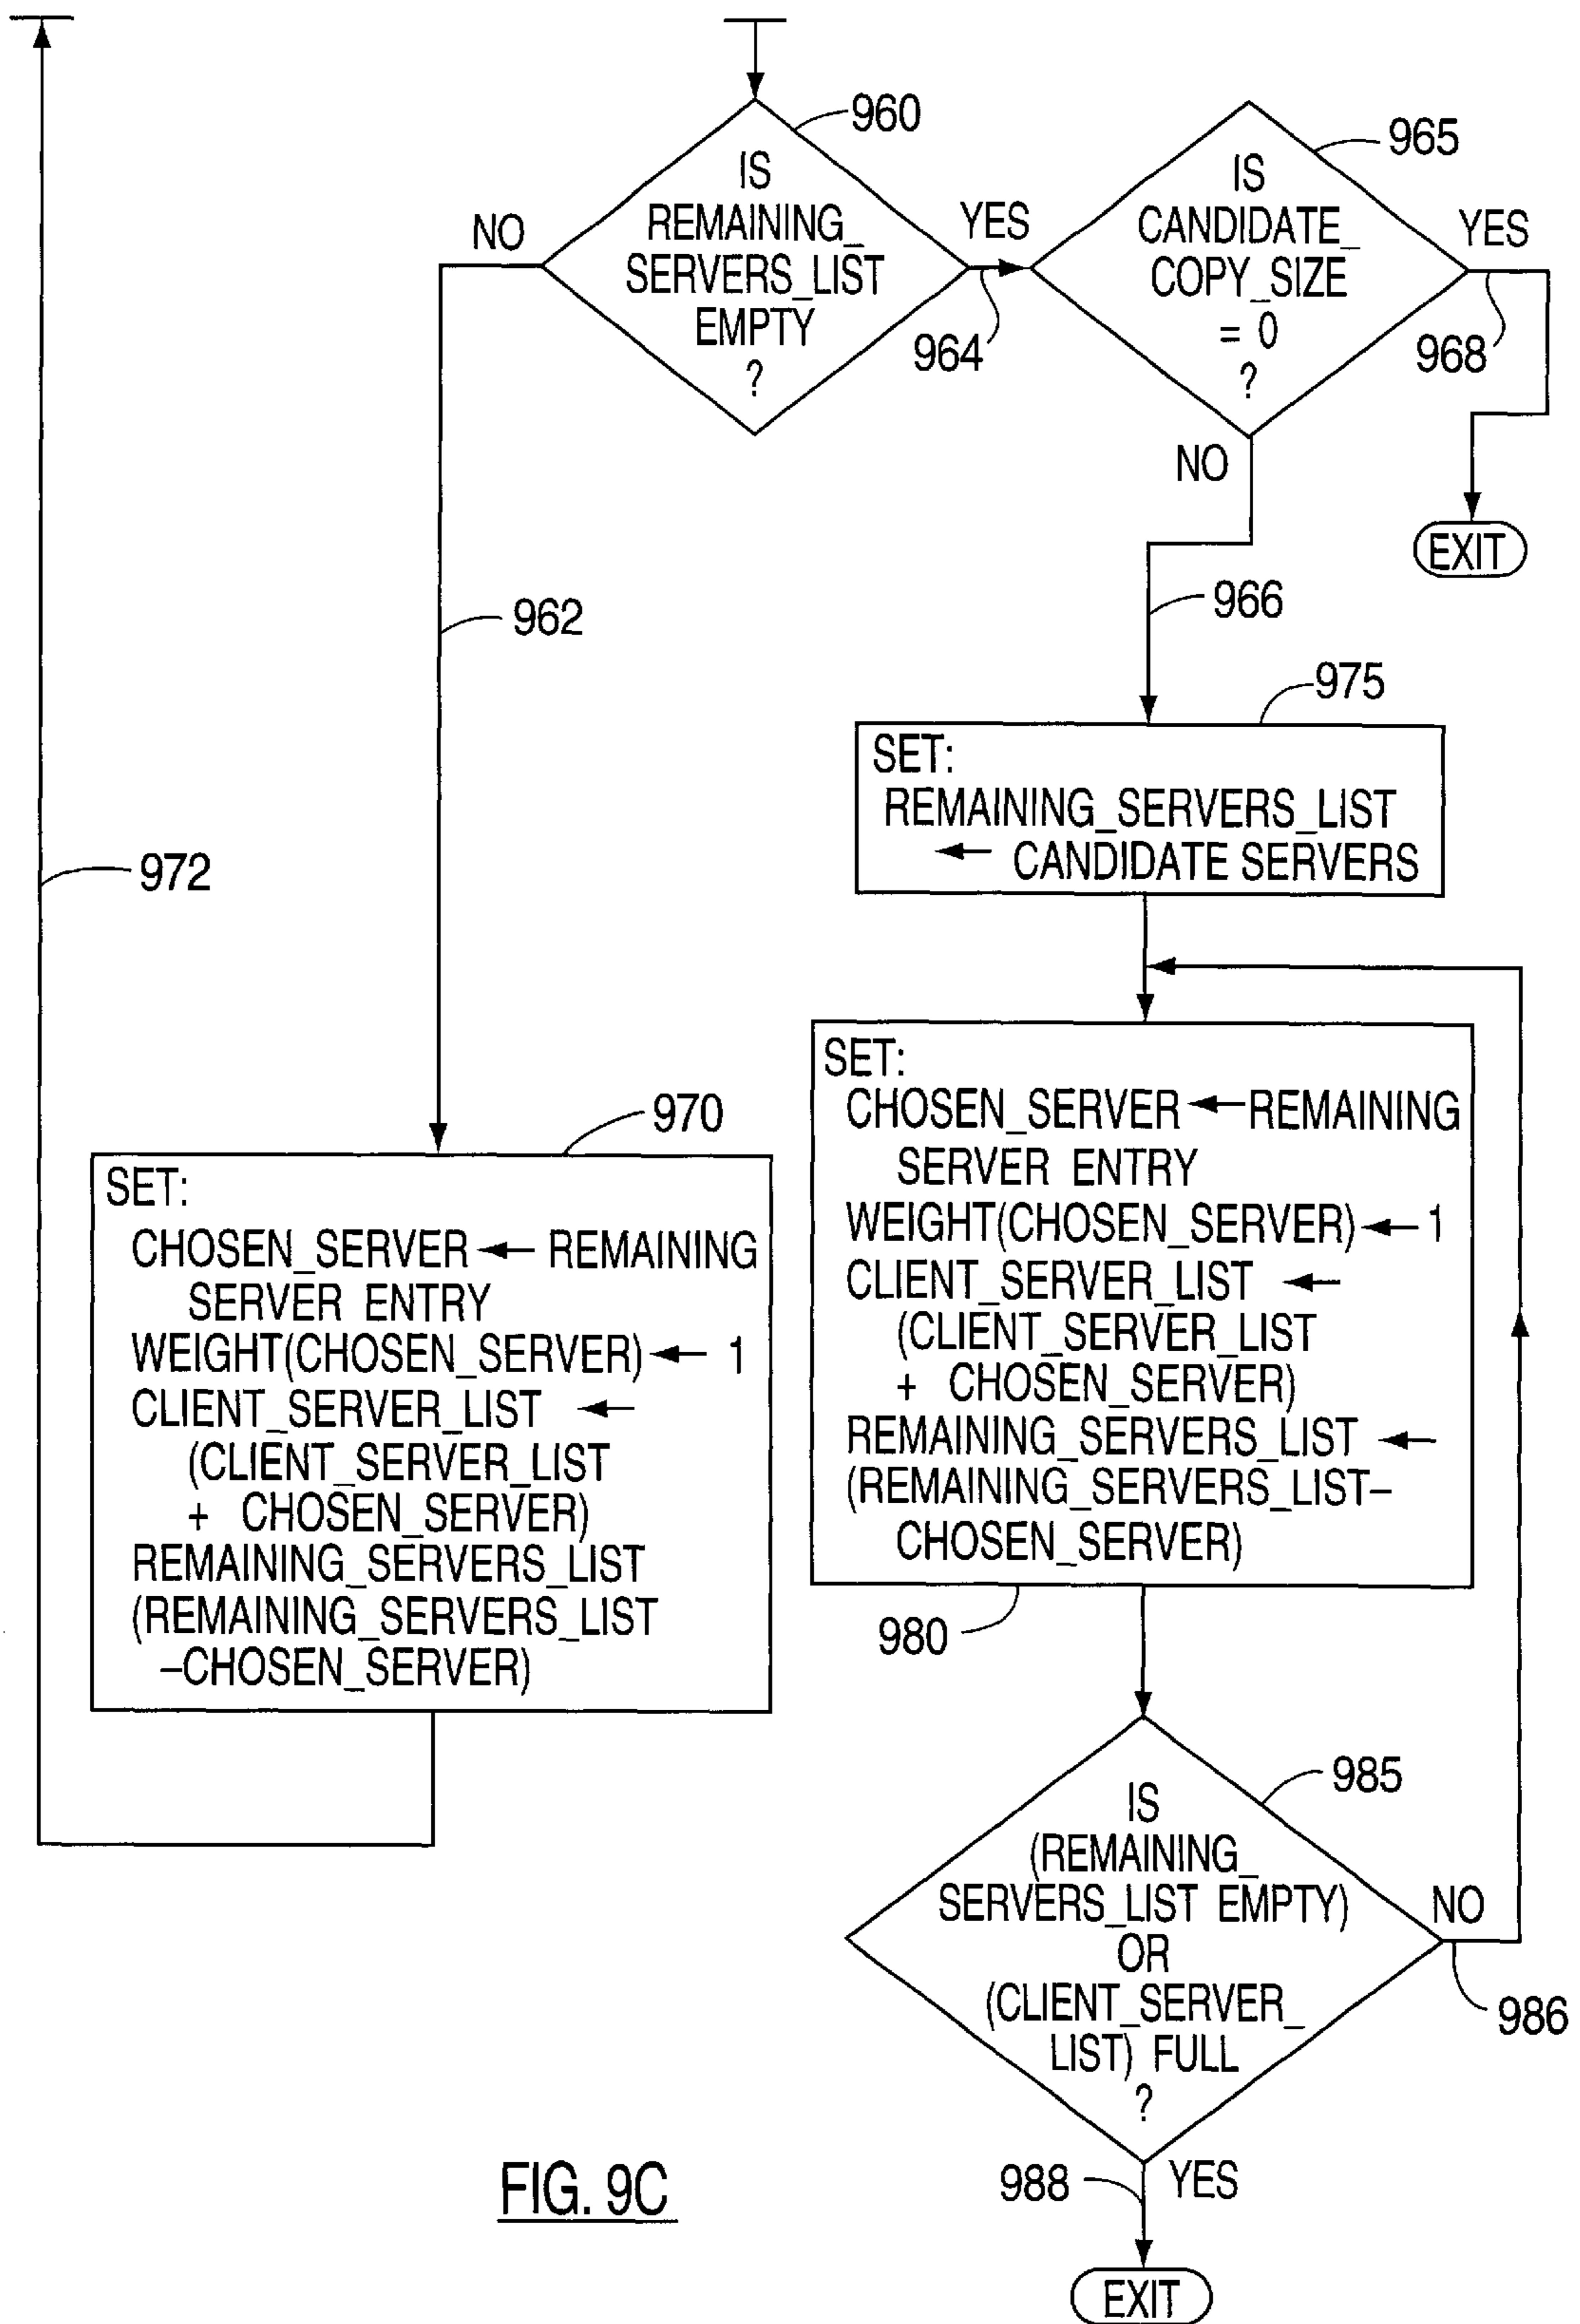 960
IS
REMAINING_
SERVERS_LIST
EMPTY
?
NO
YES
964
965
IS
CANDIDATE_
COPY_SIZE
= 0
?
YES
968
NO
EXIT
962
966
972
975
SET:
REMAINING_SERVERS_LIST
← CANDIDATE SERVERS
970
SET:
CHOSEN_SERVER ← REMAINING
SERVER ENTRY
WEIGHT(CHOSEN_SERVER) ← 1
CLIENT_SERVER_LIST ←
(CLIENT_SERVER_LIST
+ CHOSEN_SERVER)
REMAINING_SERVERS_LIST
(REMAINING_SERVERS_LIST
–CHOSEN_SERVER)
SET:
CHOSEN_SERVER ← REMAINING
SERVER ENTRY
WEIGHT(CHOSEN_SERVER) ← 1
CLIENT_SERVER_LIST ←
(CLIENT_SERVER_LIST
+ CHOSEN_SERVER)
REMAINING_SERVERS_LIST ←
(REMAINING_SERVERS_LIST–
CHOSEN_SERVER)
980
985
IS
(REMAINING_
SERVERS_LIST EMPTY)
OR
(CLIENT_SERVER_
LIST) FULL
?
NO
986
988
YES
EXIT
FIG. 9C